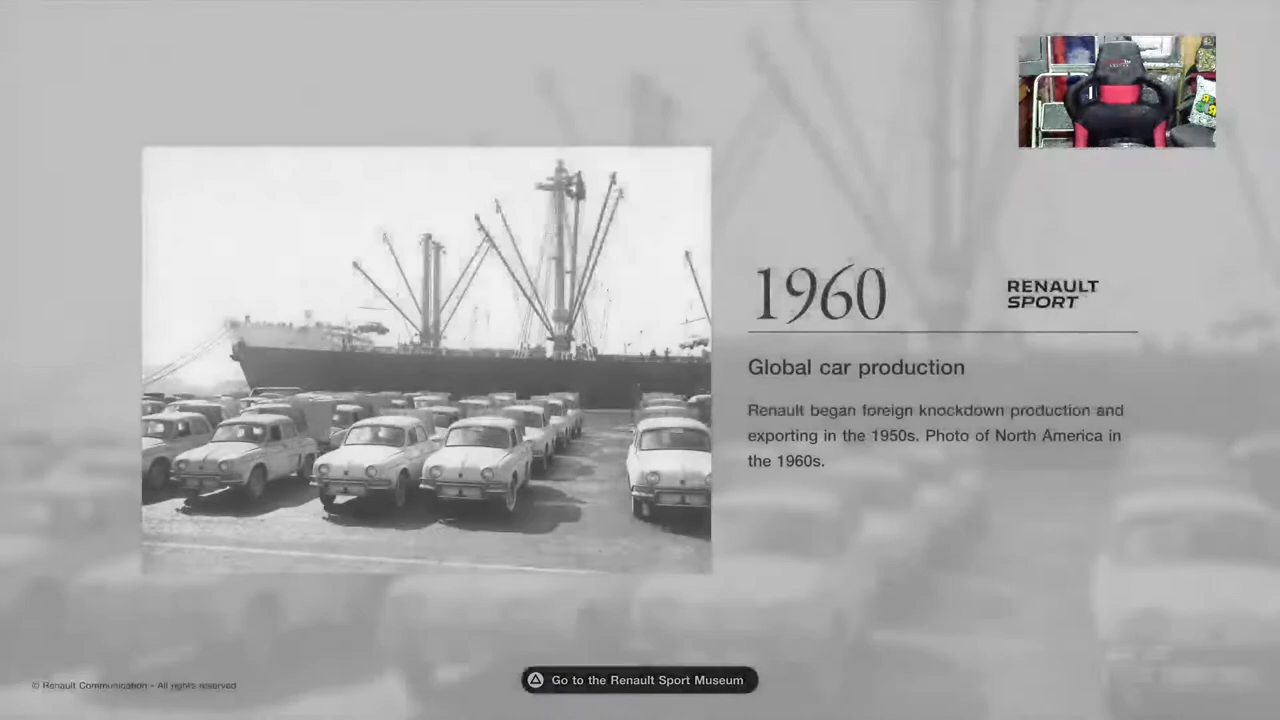 1960
RENAULT
SPORT
Global car production
Renault began foreign knockdown production and
exporting in the 1950s. Photo of North America in
the 1960s.
© Renault Communication - All rights reserved
Go to the Renault Sport Museum